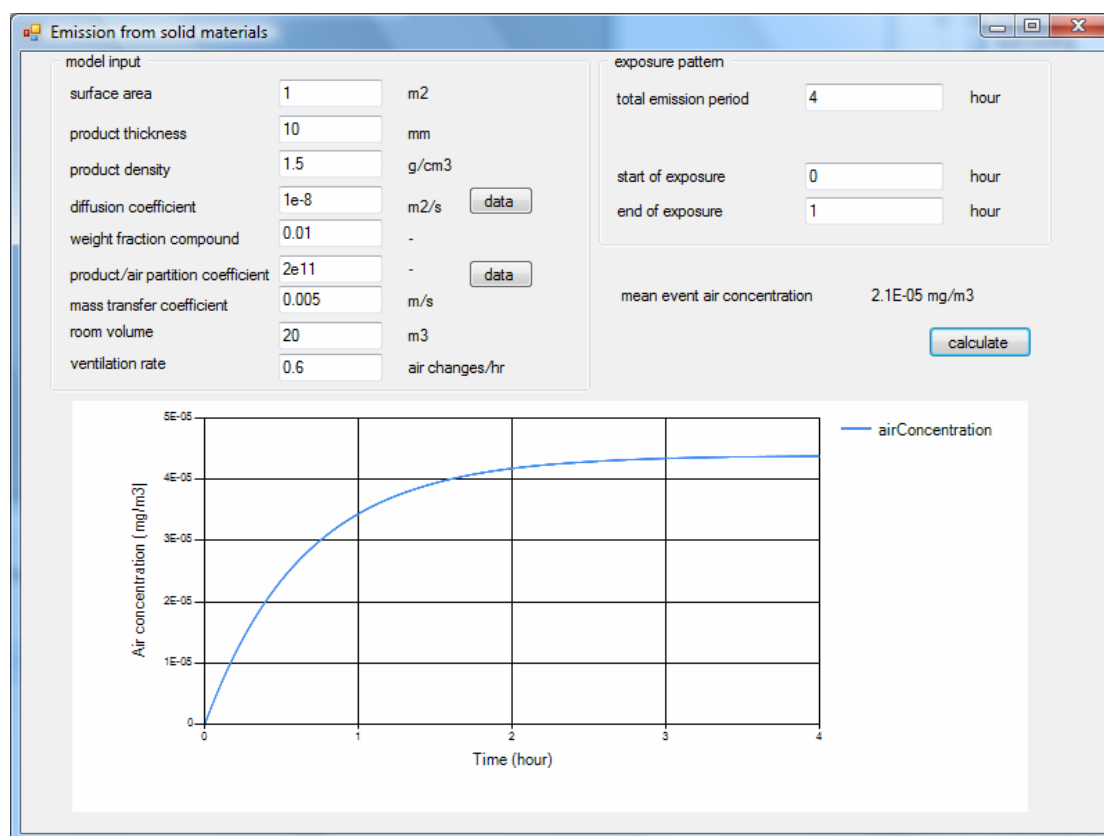 Emission from solid materials
model input
surface area 1 m2
product thickness 10 mm
product density 1.5 g/cm3
diffusion coefficient 1e-8 m2/s data
weight fraction compound 0.01 -
product/air partition coefficient 2e11 - data
mass transfer coefficient 0.005 m/s
room volume 20 m3
ventilation rate 0.6 air changes/hr
exposure pattern
total emission period 4 hour
start of exposure 0 hour
end of exposure 1 hour
mean event air concentration 2.1E-05 mg/m3
calculate
5E-05
4E-05
3E-05
2E-05
1E-05
0
Air concentration ( mg/m3|
0 1 2 3 4
Time (hour)
airConcentration